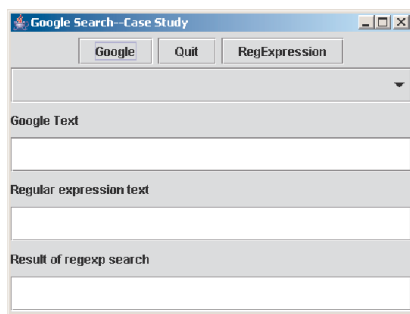 Google Search--Case Study
Google Quit RegExpression
Google Text
Regular expression text
Result of regexp search